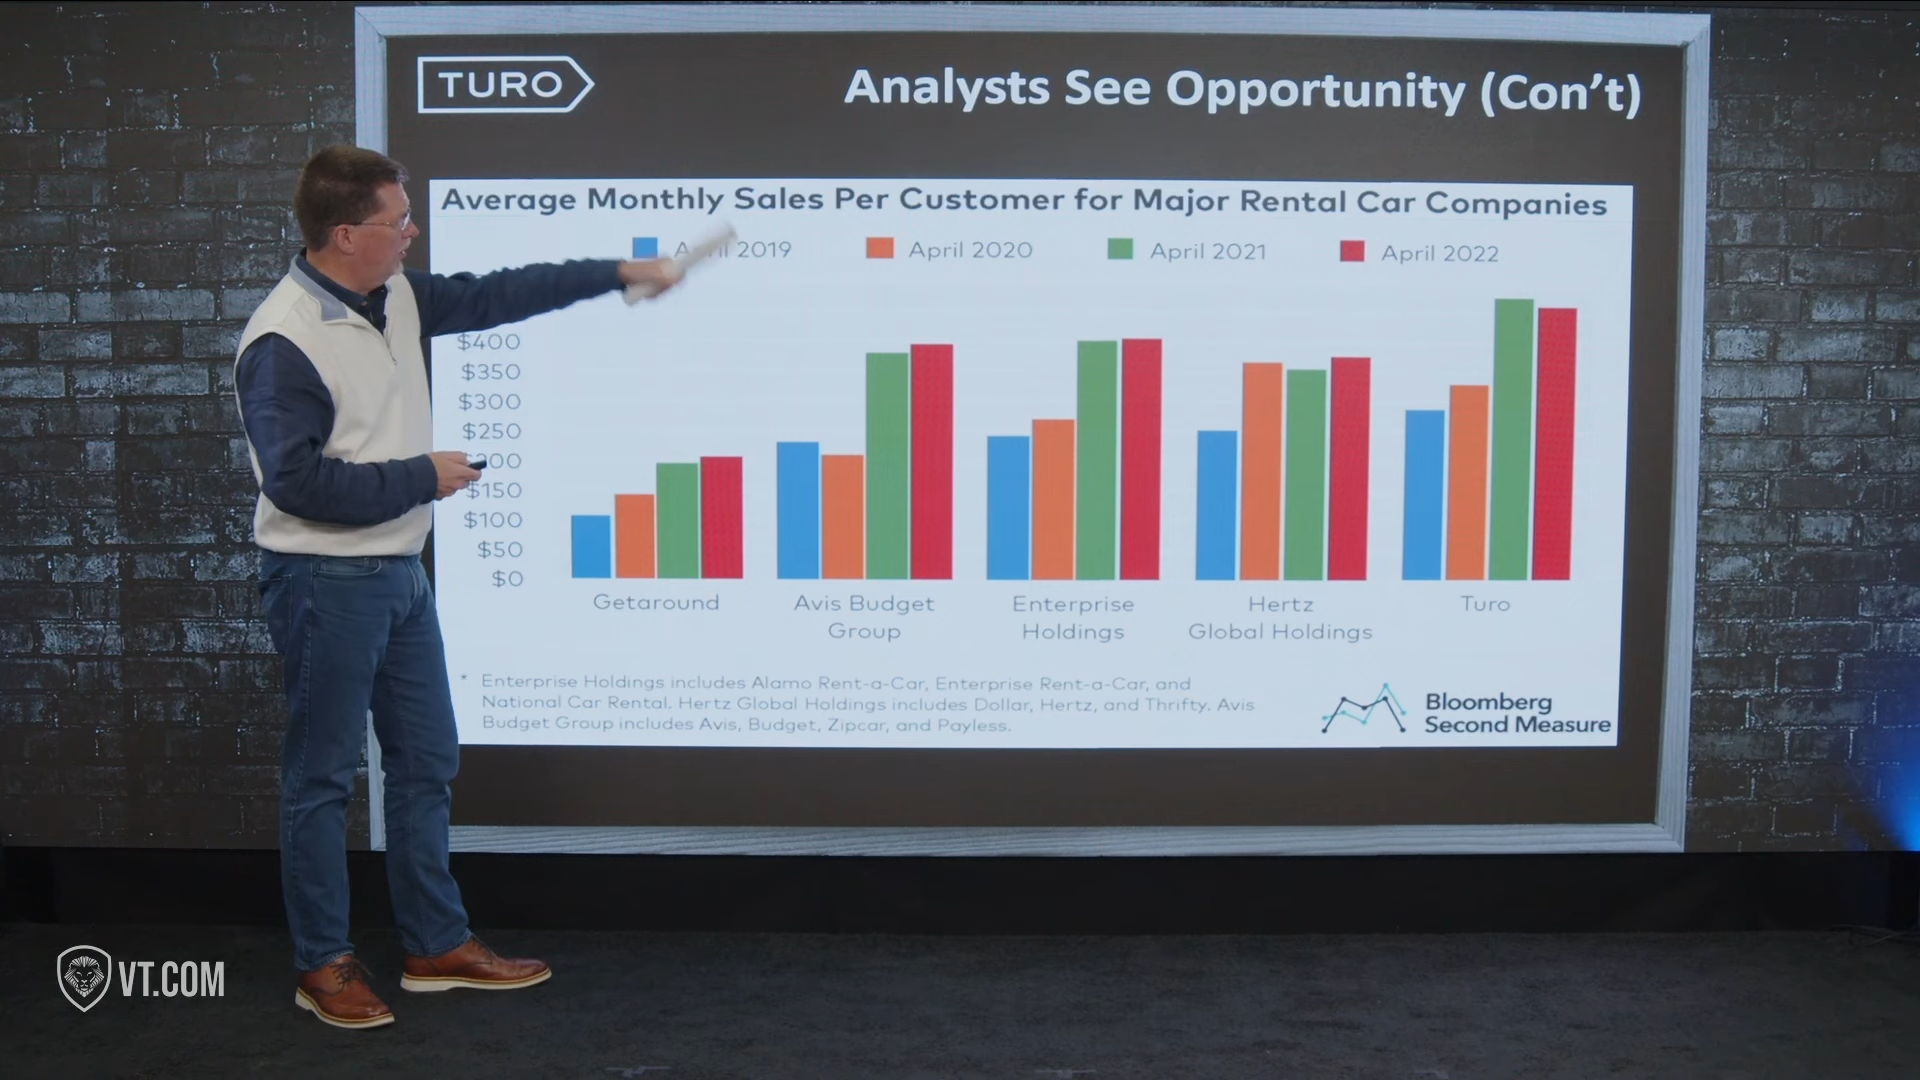 TURO
Analysts See Opportunity (Con't)
Average Monthly Sales Per Customer for Major Rental Car Companies
2019
April 2020
April 2021
April 2022
$400
$350
$300
$250
$150
$100
$50
$0
Getaround
Avis Budget
Group
Enterprise
Holdings
Hertz
Global Holdings
Turo
* Enterprise Holdings includes Alamo Rent-a-Car, Enterprise Rent-a-Car, and
National Car Rental. Hertz Global Holdings includes Dollar, Hertz, and Thrifty. Avis
Budget Group includes Avis, Budget, Zipcar, and Payless.
Bloomberg
Second Measure
VT.COM